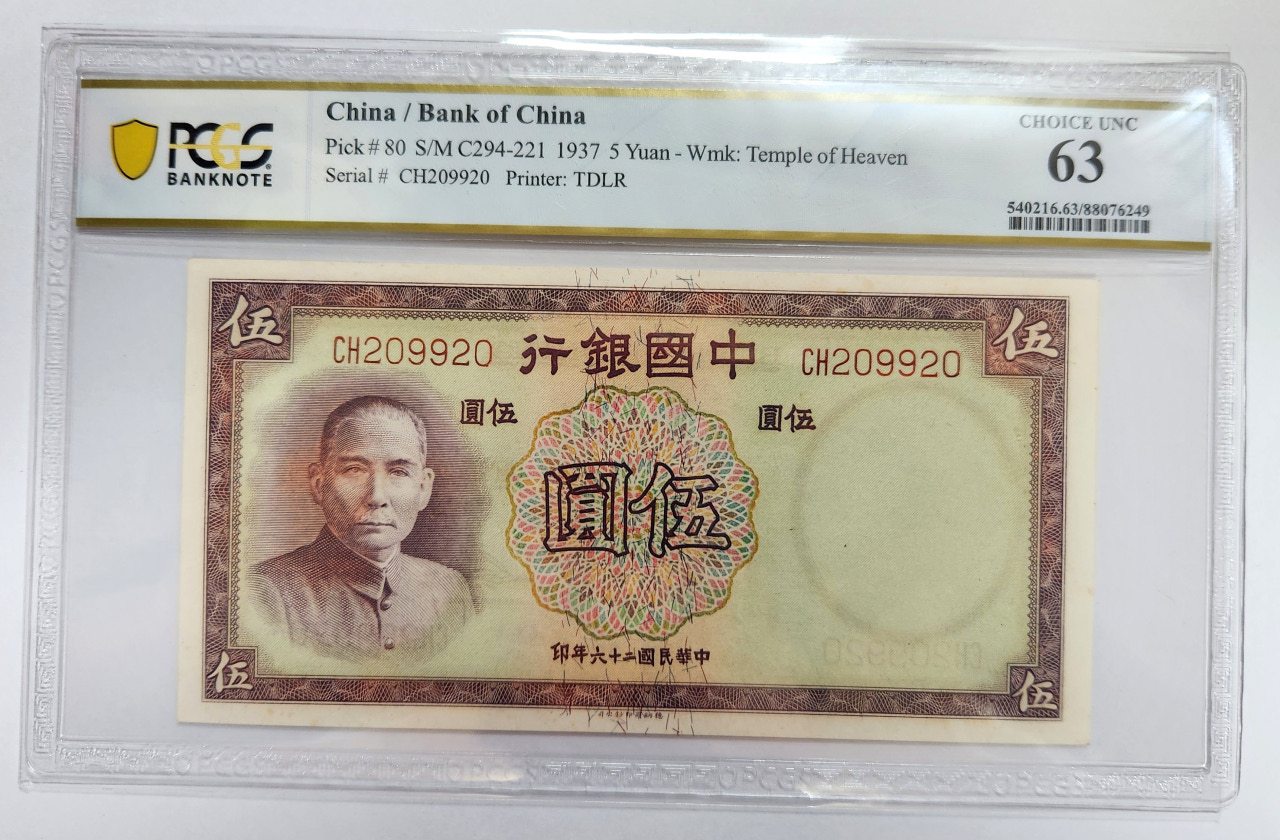 PCGS
BANKNOTE
China / Bank of China
Pick # 80 S/M C294-221 1937 5 Yuan - Wmk: Temple of Heaven
Serial # CH209920 Printer: TDLR
CHOICE UNC
63
540216.63/88076249
伍
伍
CH209920
中國銀行
CH209920
伍圓
伍圓
伍圓
中華民國二十六年印
伍
伍